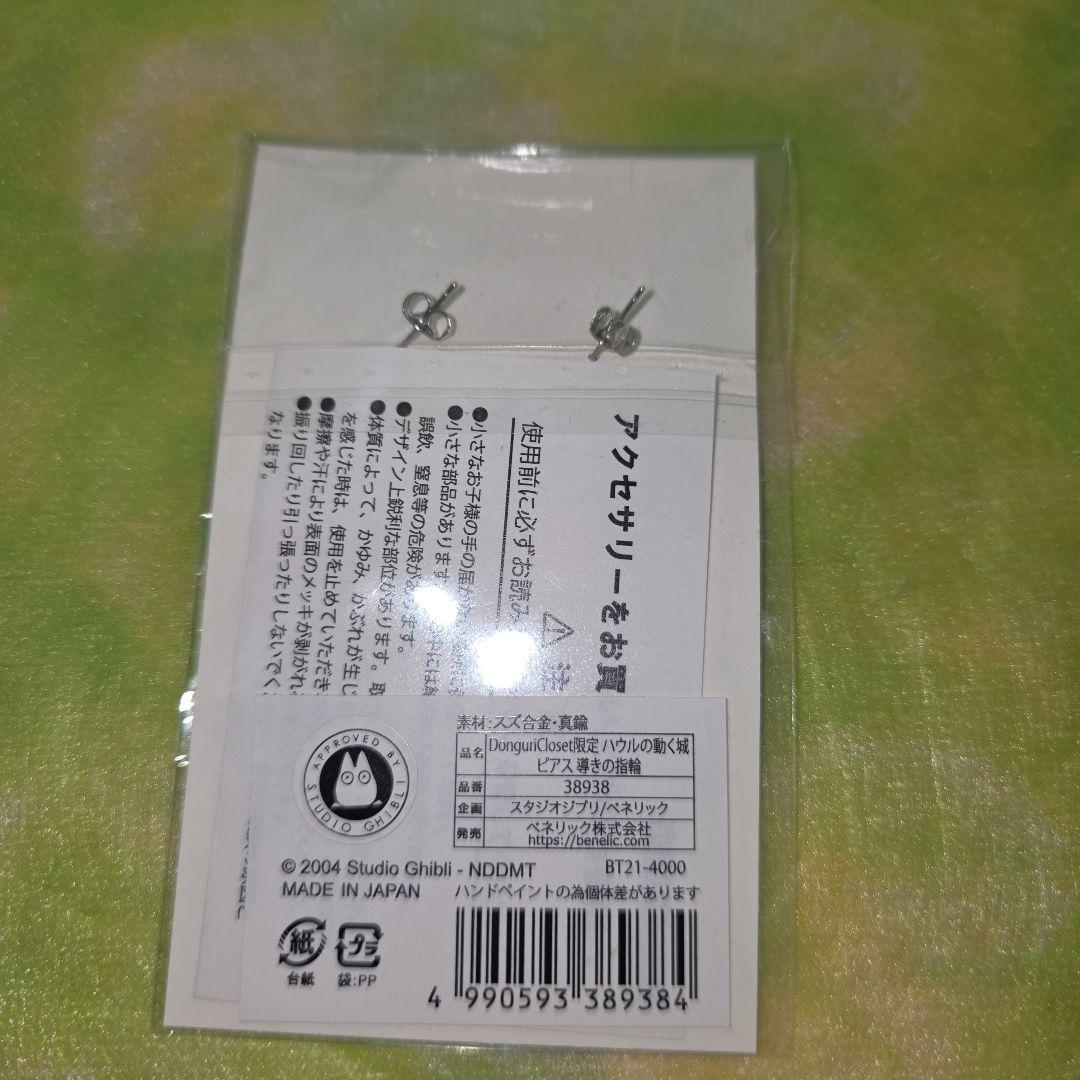 アクセサリーをお買
使用前に必ずお読み
注
●小さなお子様の手の届か
●小さな部品があります
誤飲、窒息等の危険があります。
●デザイン上鋭利な部位があります。取
●体質によって、かゆみ、かぶれが生じ
を感じた時は、使用を止めていただき
●摩擦や汗により表面のメッキが剥がれ
●振り回したり引っ張ったりしないでく
なります。
APPROVED BY
STUDIO GHIBLI
素材:スズ合金・真鍮
品名 DonguriCloset限定 ハウルの動く城
ピアス 導きの指輪
品番 38938
企画 スタジオジブリ/ベネリック
発売 ベネリック株式会社
https://benelic.com
© 2004 Studio Ghibli - NDDMT
BT21-4000
MADE IN JAPAN
ハンドペイントの為個体差があります
紙
台紙
プラ
袋:PP
4 990593 389384